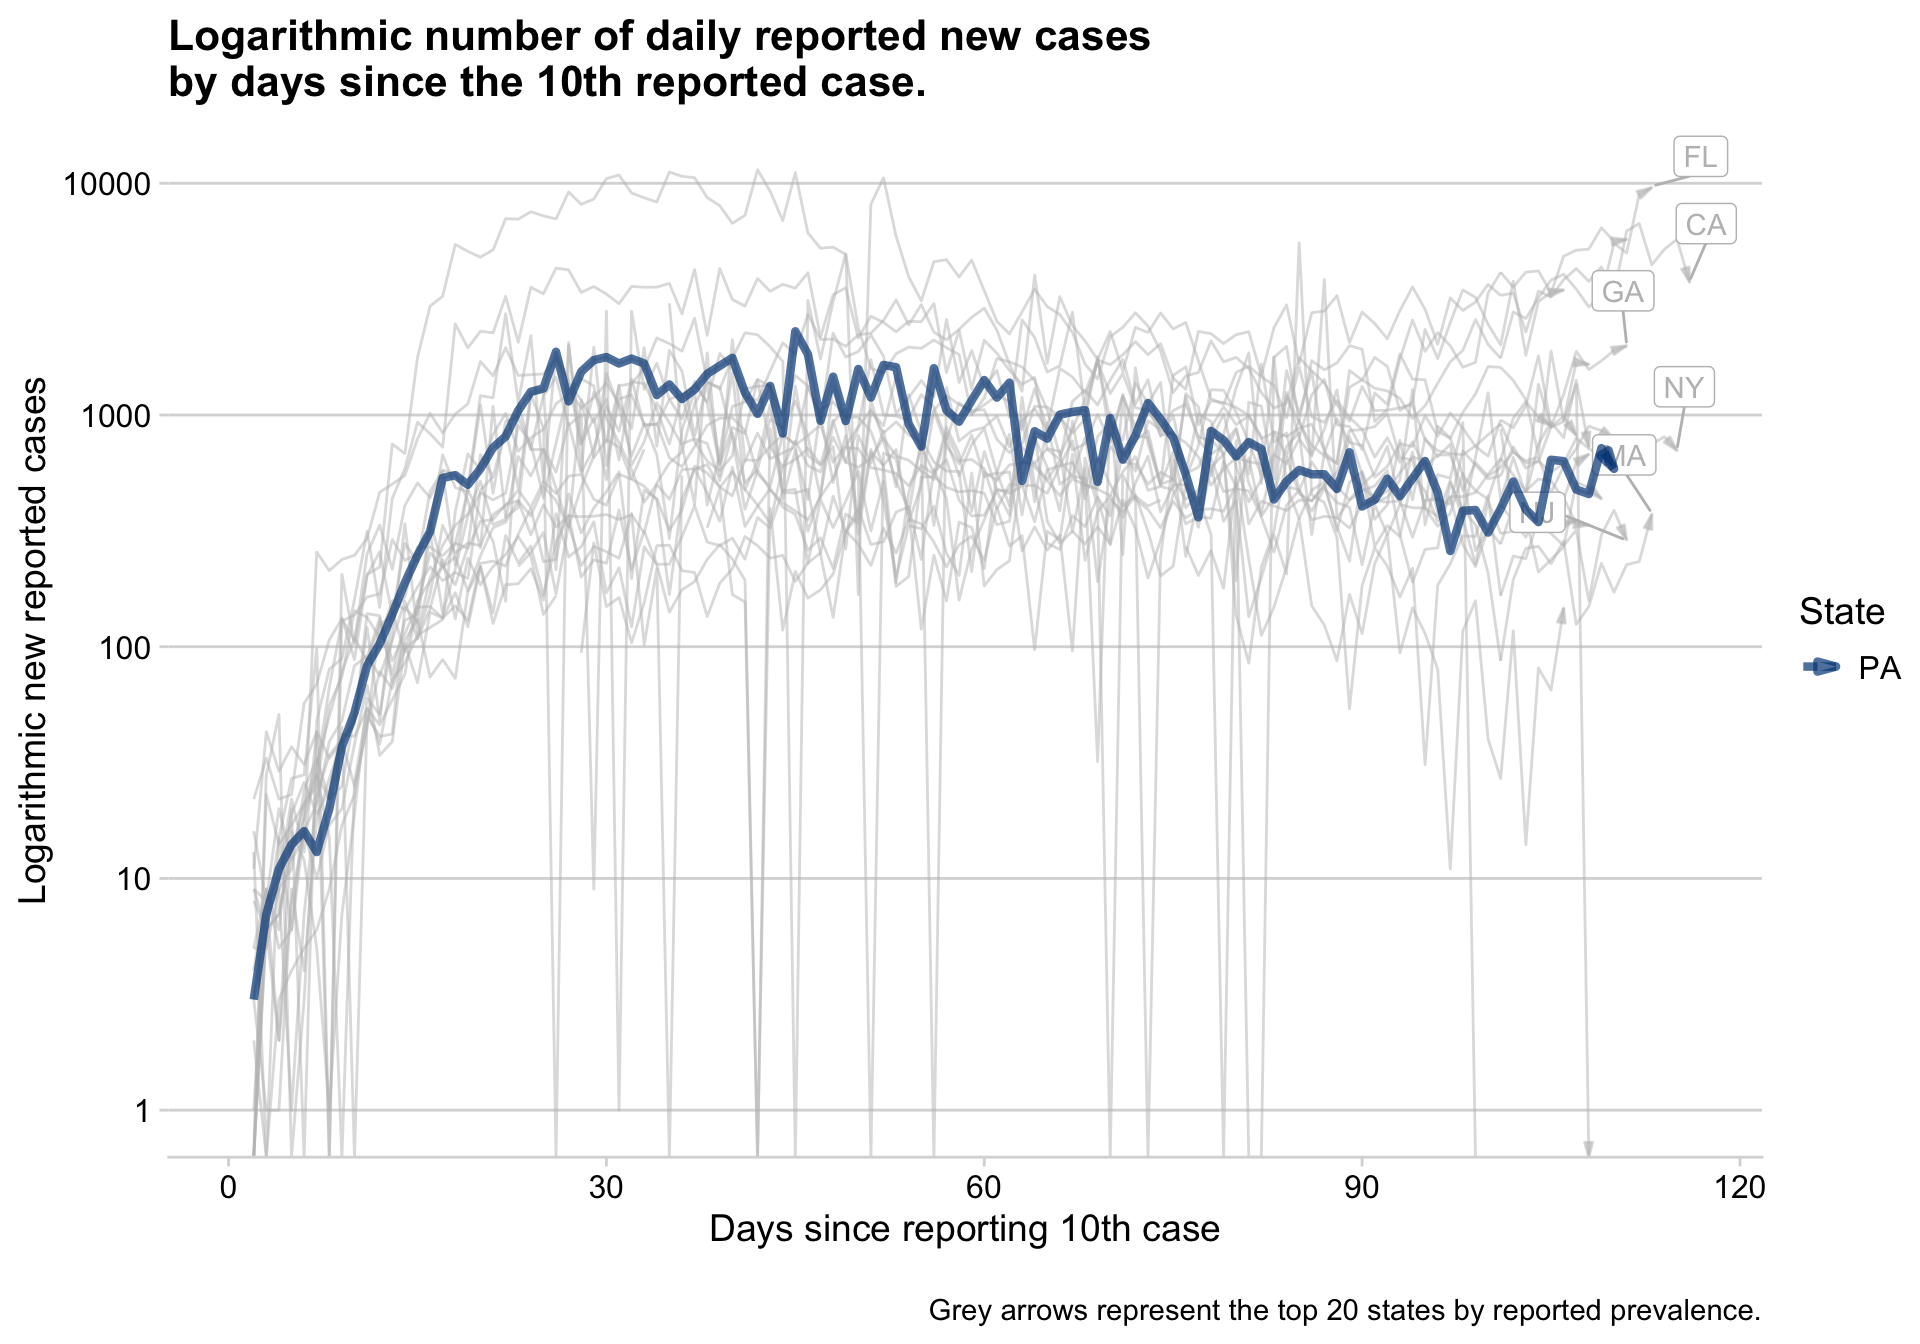 Logarithmic number of daily reported new cases
by days since the 10th reported case.
Logarithmic new reported cases
10000
1000
100
10
1
FL
CA
GA
NY
0
30
60
90
120
Days since reporting 10th case
State
PA
Grey arrows represent the top 20 states by reported prevalence.